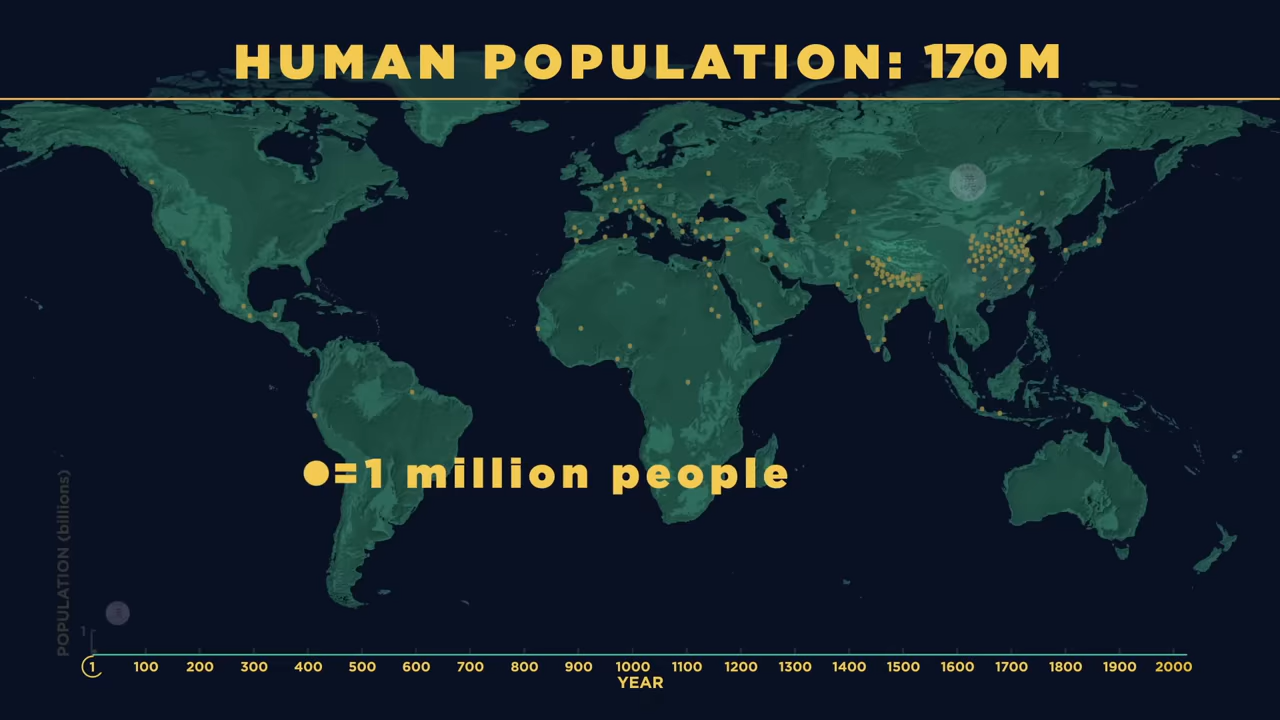 HUMAN POPULATION: 170 M
=1 million people
POPULATION (billions)
1
1 100 200 300 400 500 600 700 800 900 1000 1100 1200 1300 1400 1500 1600 1700 1800 1900 2000
YEAR